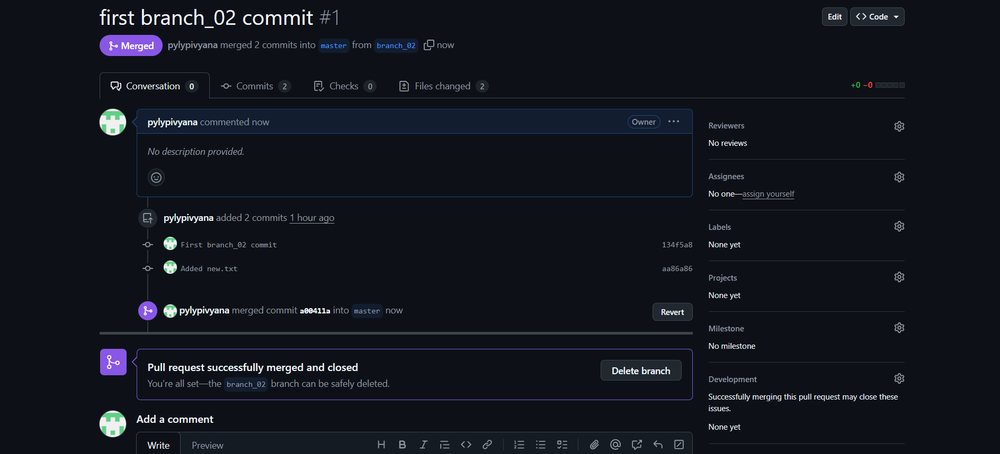 first branch_02 commit #1
Edit
Code
Merged
pylypivyana merged 2 commits into master from branch_02 now
Conversation 0
Commits 2
Checks 0
Files changed 2
+0 −0
pylypivyana commented now
Owner
No description provided.
pylypivyana added 2 commits 1 hour ago
First branch_02 commit
134f5a8
Added new.txt
aa86a86
pylypivyana merged commit a00411a into master now
Revert
Pull request successfully merged and closed
You're all set—the branch_02 branch can be safely deleted.
Delete branch
Add a comment
Write
Preview
Reviewers
No reviews
Assignees
No one—assign yourself
Labels
None yet
Projects
None yet
Milestone
No milestone
Development
Successfully merging this pull request may close these
issues.
None yet